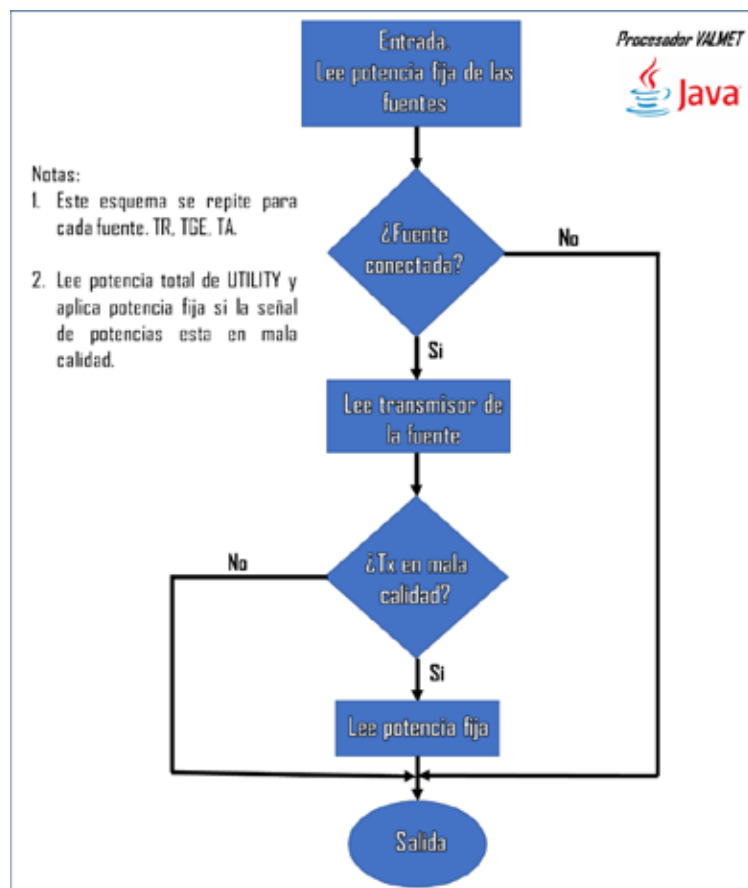 Entrada.
Lee potencia fija de las
fuentes
Procesador VALMET
Java
Notas:
1. Este esquema se repite para
cada fuente. TR, TGE, TA.
2. Lee potencia total de UTILITY y
aplica potencia fija si la señal
de potencias esta en mala
calidad.
¿Fuente
conectada?
No
Si
Lee transmisor de
la fuente
¿Tx en mala
calidad?
No
Si
Lee potencia fija
Salida